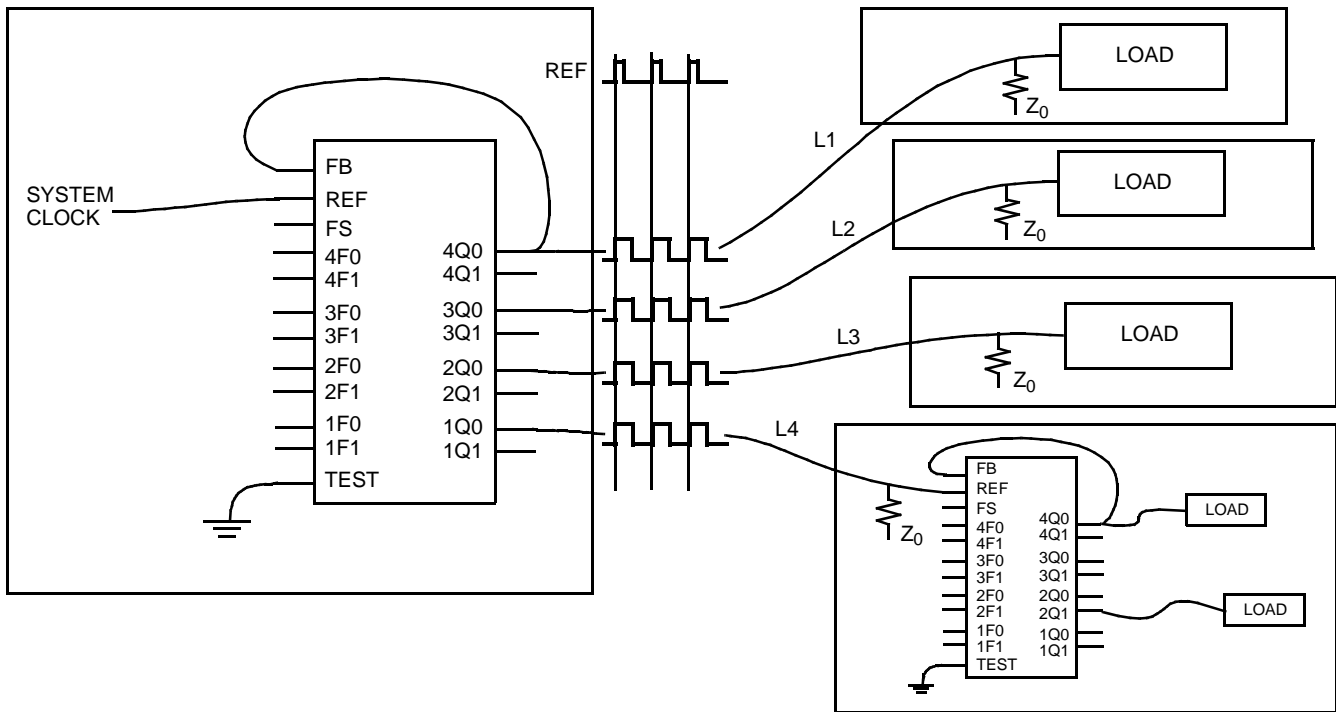 SYSTEM
CLOCK
FB
REF
FS
4F0
4F1
3F0
3F1
2F0
2F1
1F0
1F1
TEST
4Q0
4Q1
3Q0
3Q1
2Q0
2Q1
1Q0
1Q1
REF
L1
L2
L3
L4
LOAD
Z0
LOAD
Z0
LOAD
Z0
Z0
FB
REF
FS
4F0
4F1
3F0
3F1
2F0
2F1
1F0
1F1
TEST
4Q0
4Q1
3Q0
3Q1
2Q0
2Q1
1Q0
1Q1
LOAD
LOAD